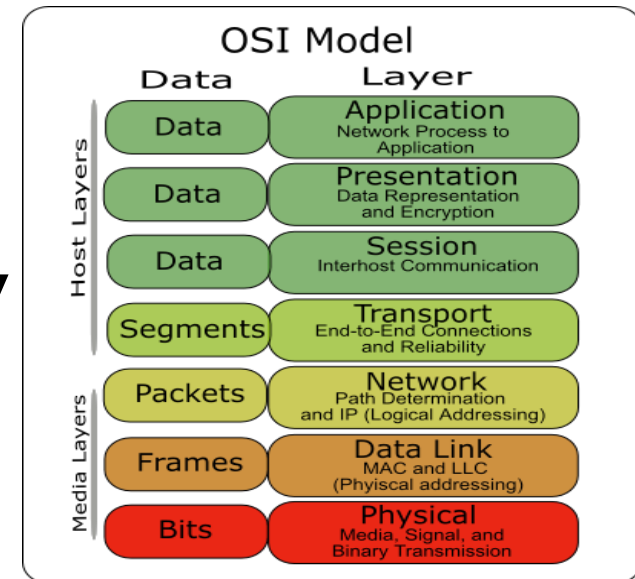 OSI Model
Data Layer
Host Layers
Data
Application
Network Process to
Application
Data
Presentation
Data Representation
and Encryption
Data
Session
Interhost Communication
Segments
Transport
End-to-End Connections
and Reliability
Media Layers
Packets
Network
Path Determination
and IP (Logical Addressing)
Frames
Data Link
MAC and LLC
(Phyiscal addressing)
Bits
Physical
Media, Signal, and
Binary Transmission